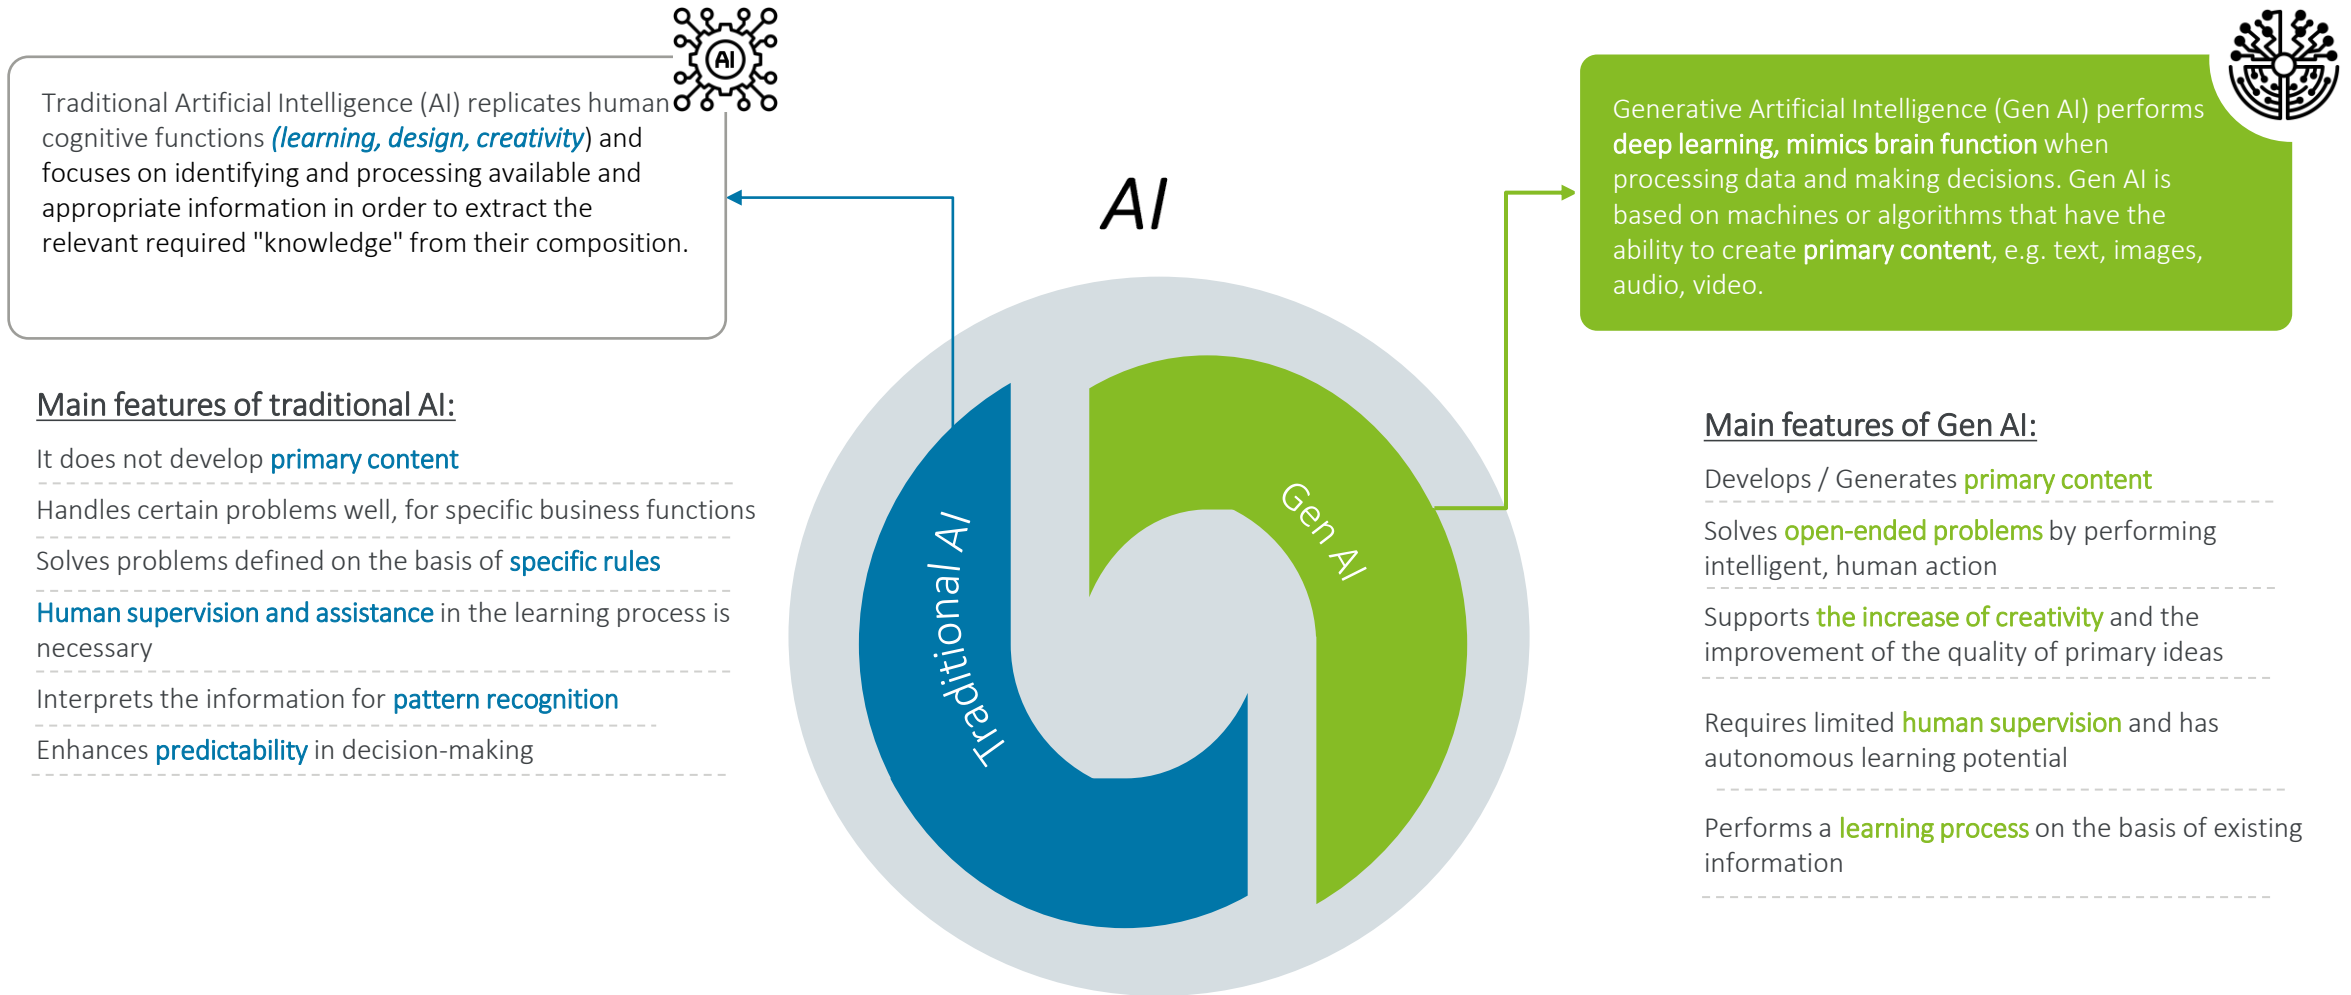 AI
Traditional Artificial Intelligence (AI) replicates human
cognitive functions (learning, design, creativity) and
focuses on identifying and processing available and
appropriate information in order to extract the
relevant required "knowledge" from their composition.
Main features of traditional AI:
It does not develop primary content
Handles certain problems well, for specific business functions
Solves problems defined on the basis of specific rules
Human supervision and assistance in the learning process is
necessary
Interprets the information for pattern recognition
Enhances predictability in decision-making
AI
Traditional AI
Gen AI
Generative Artificial Intelligence (Gen AI) performs
deep learning, mimics brain function when
processing data and making decisions. Gen AI is
based on machines or algorithms that have the
ability to create primary content, e.g. text, images,
audio, video.
Main features of Gen AI:
Develops / Generates primary content
Solves open-ended problems by performing
intelligent, human action
Supports the increase of creativity and the
improvement of the quality of primary ideas
Requires limited human supervision and has
autonomous learning potential
Performs a learning process on the basis of existing
information